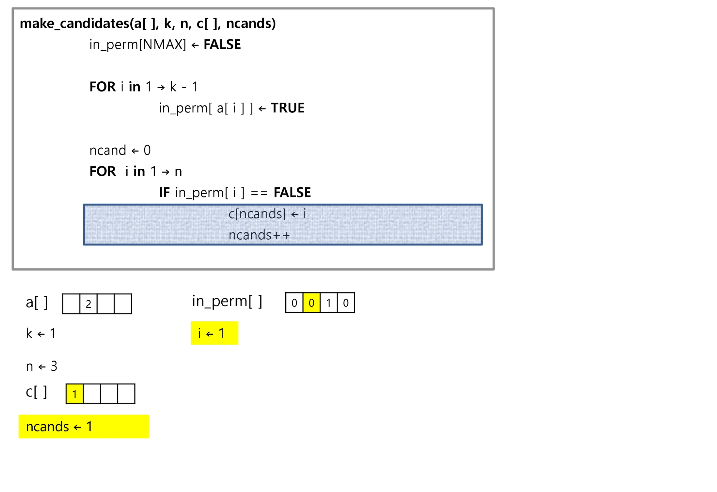 make_candidates(a[ ], k, n, c[ ], ncands)
in_perm[NMAX] ← FALSE
FOR i in 1 → k - 1
in_perm[ a[ i ] ] ← TRUE
ncand ← 0
FOR i in 1 → n
IF in_perm[ i ] == FALSE
c[ncands] ← i
ncands++
a[ ] 2
in_perm[ ] 0 0 1 0
k ← 1
i ← 1
n ← 3
c[ ] 1
ncands ← 1